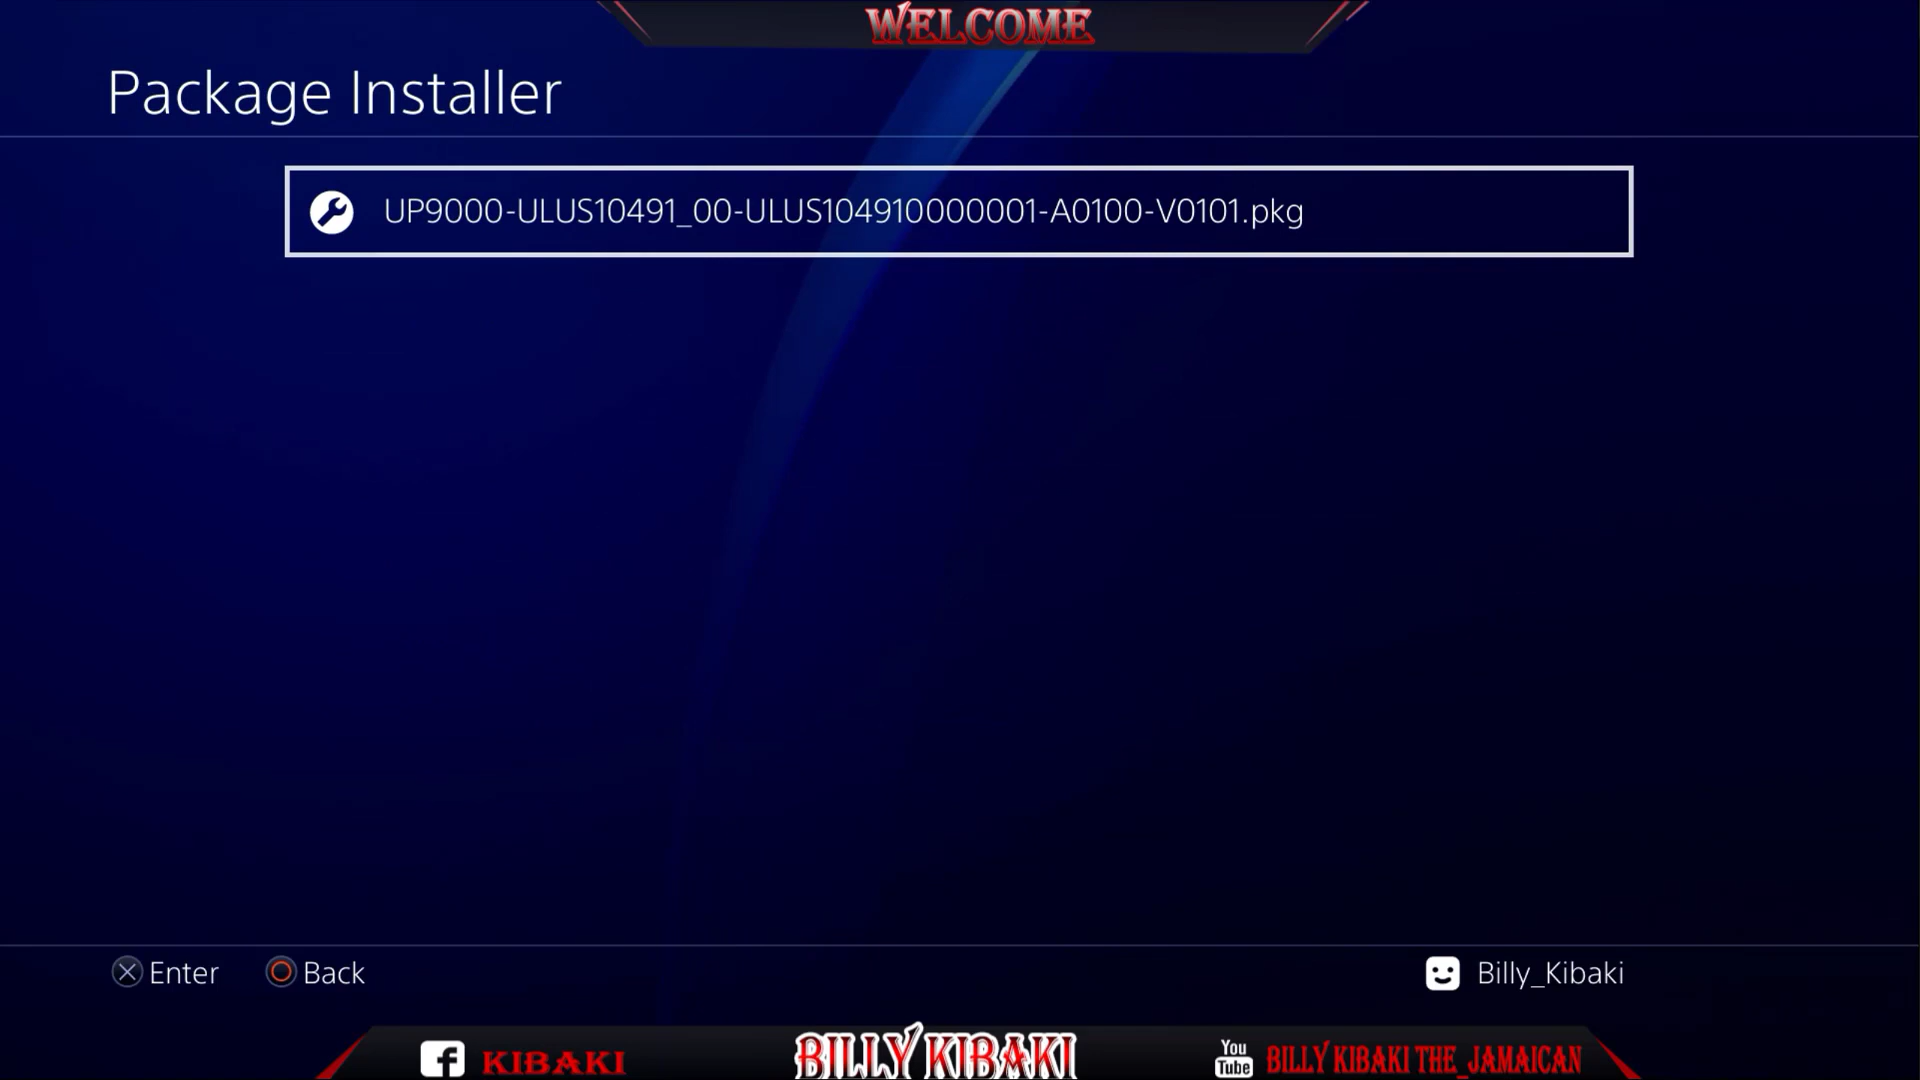 WELCOME
Package Installer
UP9000-ULUS10491_00-ULUS104910000001-A0100-V0101.pkg
Enter Back Billy_Kibaki
f KIBAKI BILLY KIBAKI You Tube BILLY KIBAKI THE_JAMAICAN